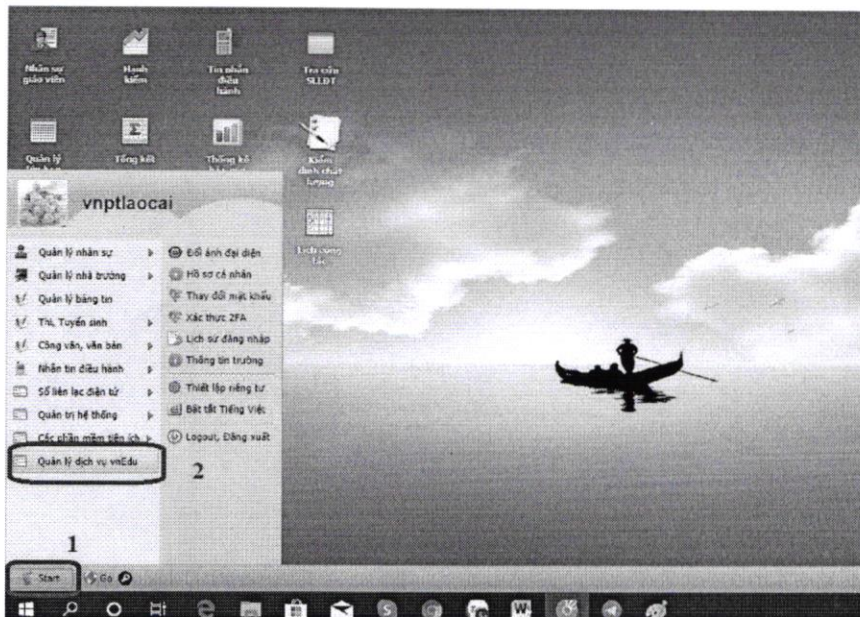 Nhân sự
giáo viên
Hạnh
kiểm
Tin nhắn
điều
hành
Tra cứu
SLLĐT
Quản lý
Tổng kết
Thống kê
Kiểm
định chất
lượng
Lịch công
tác
vnptlaocai
Quản lý nhân sự
Quản lý nhà trường
Quản lý bảng tin
Thi, Tuyển sinh
Công văn, văn bản
Nhắn tin điều hành
Sổ liên lạc điện tử
Quản trị hệ thống
Các phần mềm tiện ích
Quản lý dịch vụ vnEdu
Đổi ảnh đại diện
Hồ sơ cá nhân
Thay đổi mật khẩu
Xác thực 2FA
Lịch sử đăng nhập
Thông tin trường
Thiết lập riêng tư
Bật tắt Tiếng Việt
Logout, Đăng xuất
2
1
Start
Go